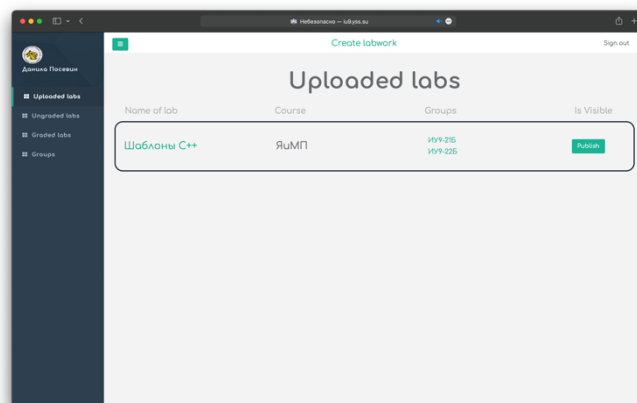 Небезопасно — iu9.yss.su
Данила Посевин
Uploaded labs
Ungraded labs
Graded labs
Groups
Create labwork
Sign out
Uploaded labs
Name of lab Course Groups Is Visible
Шаблоны C++ ЯиМП ИУ9-21Б Publish
ИУ9-22Б